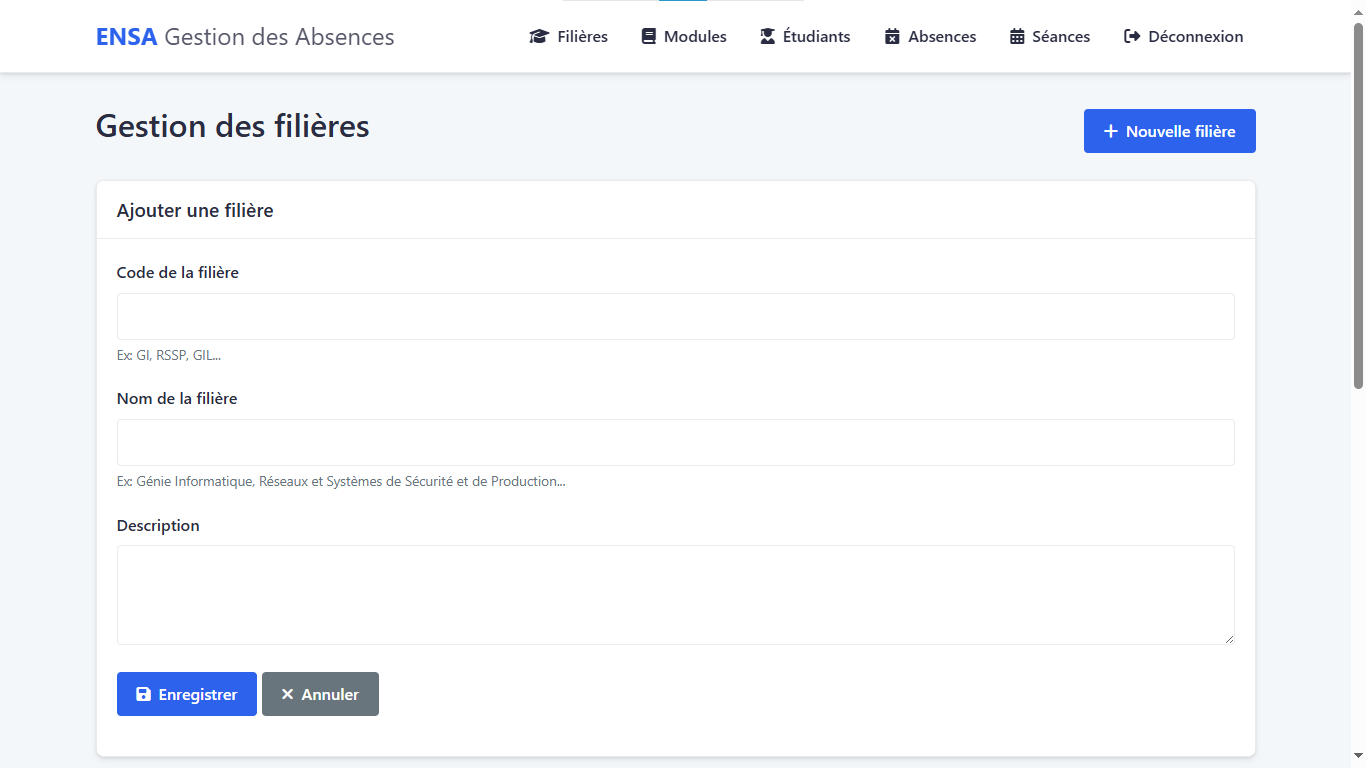 ENSA Gestion des Absences
Filières Modules Étudiants Absences Séances Déconnexion
Gestion des filières
Nouvelle filière
Ajouter une filière
Code de la filière
Ex: GI, RSSP, GIL...
Nom de la filière
Ex: Génie Informatique, Réseaux et Systèmes de Sécurité et de Production...
Description
Enregistrer Annuler